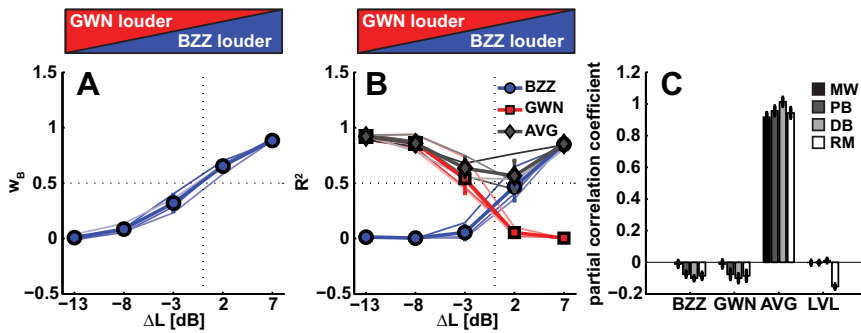 GWN louder
BZZ louder
GWN louder
BZZ louder
A
1.5
1
0.5
0
−0.5
w_B
−13 −8 −3 2 7
ΔL [dB]
B
BZZ
GWN
AVG
1.5
1
0.5
0
−0.5
R²
−13 −8 −3 2 7
ΔL [dB]
C
MW
PB
DB
RM
1.2
1
0.8
0.6
0.4
0.2
0
−0.2
partial correlation coefficient
BZZ GWN AVG LVL